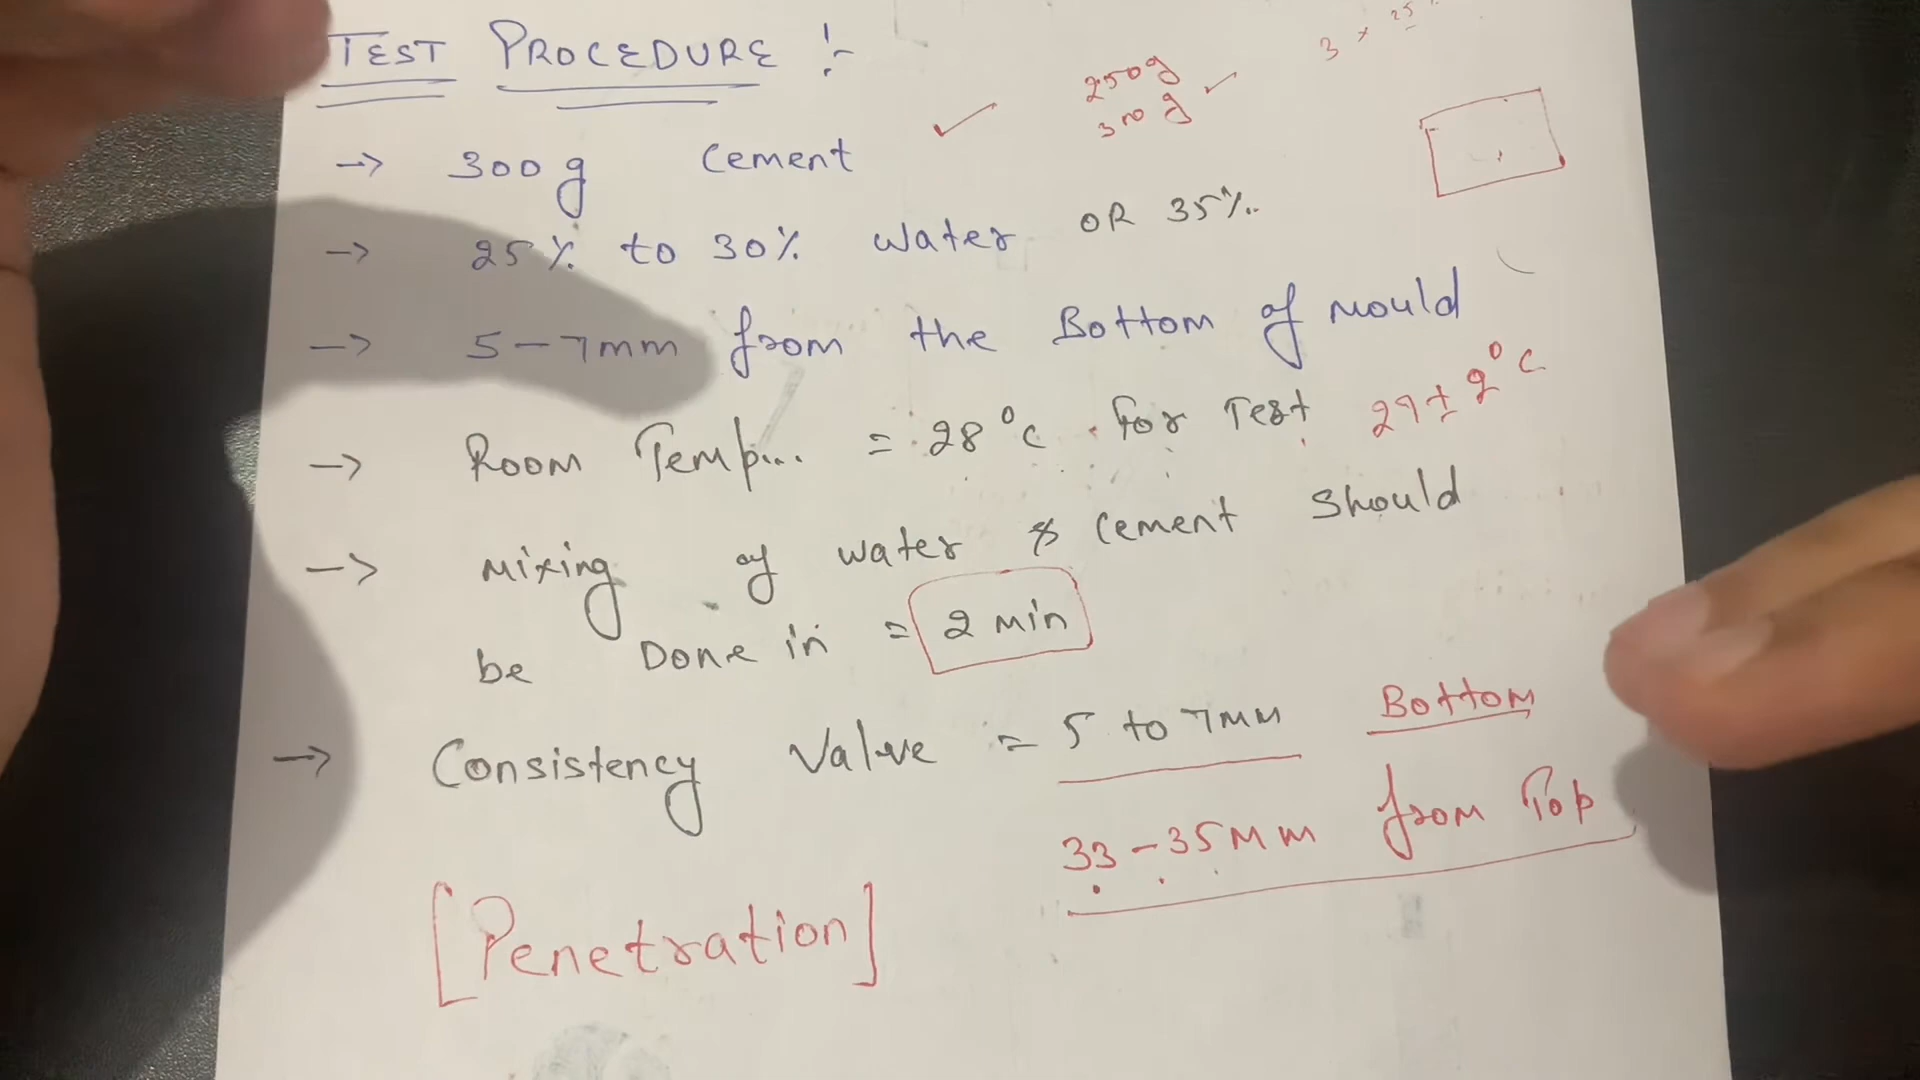 TEST PROCEDURE :-
250g
300 g
3 × 25
→ 300 g Cement
→ 25% to 30% Water OR 35%.
→ 5-7mm from the Bottom of Mould
→ Room Temp... = 28°c for Test 27± 2°c
→ Mixing of water & Cement Should
be Done in = 2 Min
→ Consistency Value = 5 to 7MM Bottom
33-35MM from Top
[Penetration]